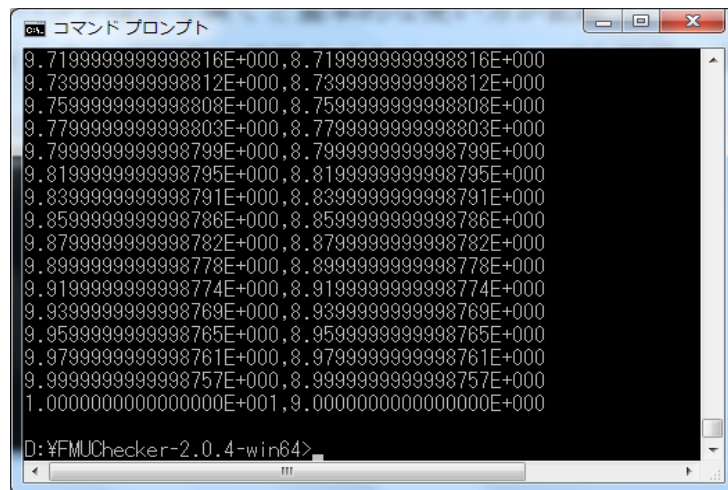 コマンド プロンプト
9.7199999999998816E+000,8.7199999999998816E+000
9.7399999999998812E+000,8.7399999999998812E+000
9.7599999999998808E+000,8.7599999999998808E+000
9.7799999999998803E+000,8.7799999999998803E+000
9.7999999999998799E+000,8.7999999999998799E+000
9.8199999999998795E+000,8.8199999999998795E+000
9.8399999999998791E+000,8.8399999999998791E+000
9.8599999999998786E+000,8.8599999999998786E+000
9.8799999999998782E+000,8.8799999999998782E+000
9.8999999999998778E+000,8.8999999999998778E+000
9.9199999999998774E+000,8.9199999999998774E+000
9.9399999999998769E+000,8.9399999999998769E+000
9.9599999999998765E+000,8.9599999999998765E+000
9.9799999999998761E+000,8.9799999999998761E+000
9.9999999999998757E+000,8.9999999999998757E+000
1.0000000000000000E+001,9.0000000000000000E+000
D:¥FMUChecker-2.0.4-win64>_